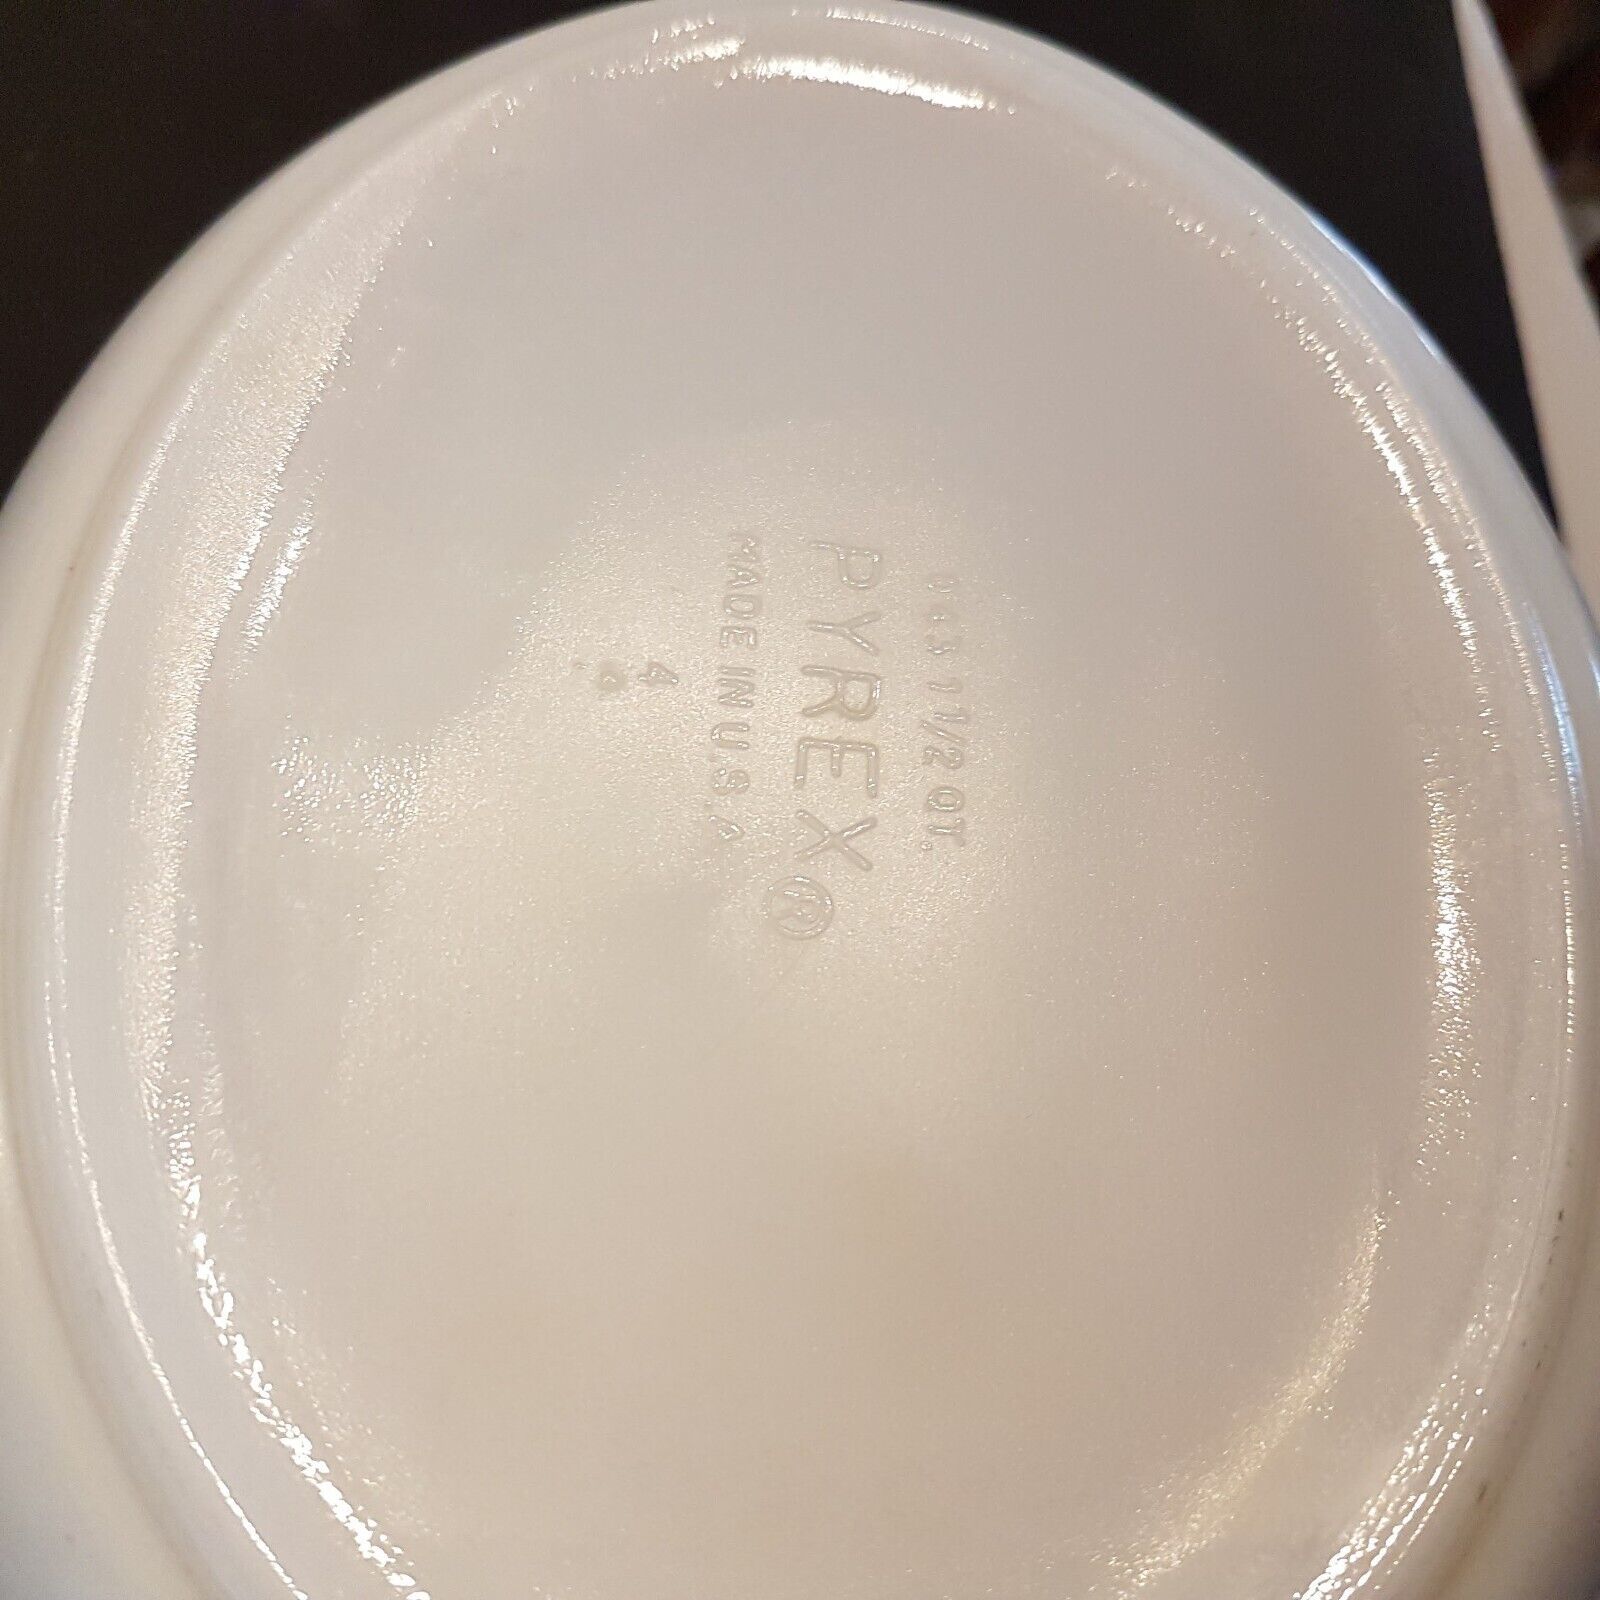 1 1/2 QT.
PYREX®
MADE IN U.S.A
4